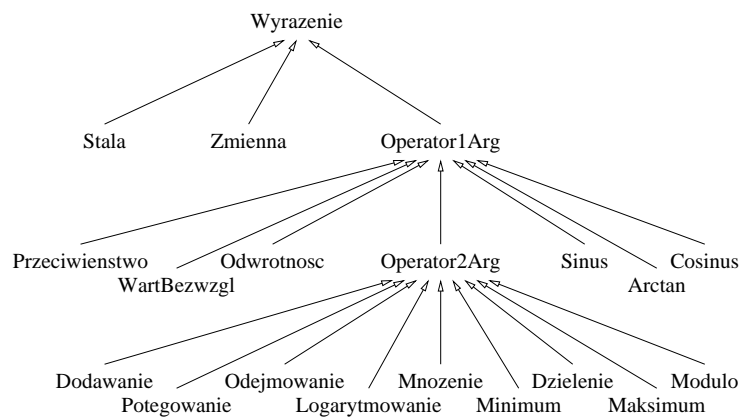 Wyrazenie
Stala Zmienna Operator1Arg
Przeciwienstwo Odwrotnosc Operator2Arg Sinus Cosinus
WartBezwzgl Arctan
Dodawanie Odejmowanie Mnozenie Dzielenie Modulo
Potegowanie Logarytmowanie Minimum Maksimum